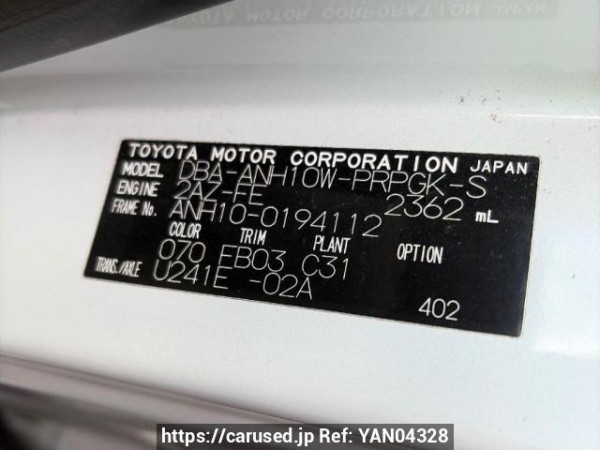 TOYOTA MOTOR CORPORATION JAPAN
MODEL DBA-ANH10W-PRPGK-S
ENGINE 2AZ-FE 2362 mL
FRAME No. ANH10-0194112
COLOR TRIM PLANT OPTION
070 EB03 C31
TRANS./AXLE U241E -02A
402
https://carused.jp Ref: YAN04328